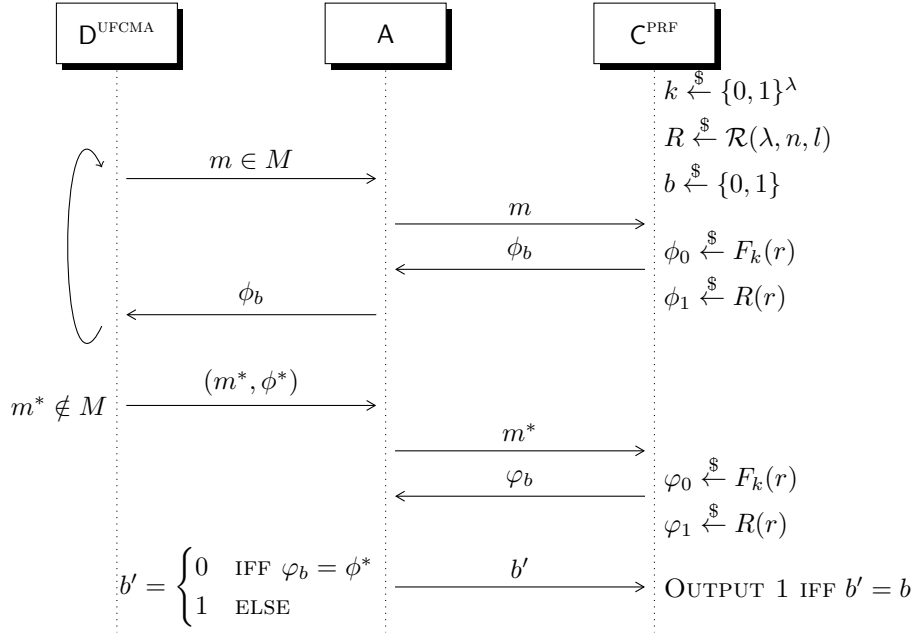 D^UFCMA A C^PRF
k ←$ {0, 1}^λ
R ←$ 𝓡(λ, n, l)
m ∈ M
b ←$ {0, 1}
m
ϕ_0 ←$ F_k(r)
ϕ_b
ϕ_1 ←$ R(r)
ϕ_b
m* ∉ M (m*, ϕ*)
m*
φ_0 ←$ F_k(r)
φ_b
φ_1 ←$ R(r)
b′ = { 0 IFF φ_b = ϕ*
1 ELSE
b′
OUTPUT 1 IFF b′ = b